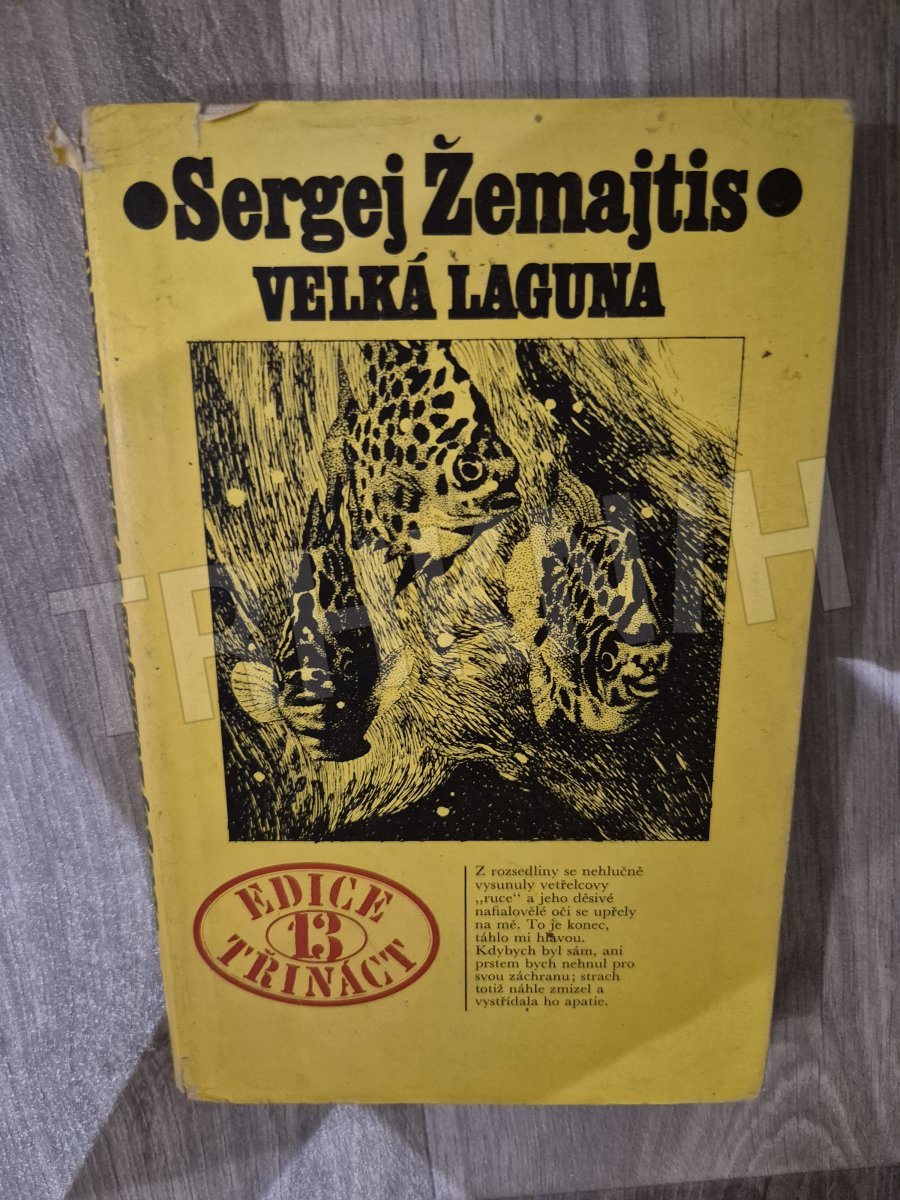 Sergej Žemajtis
VELKÁ LAGUNA
EDICE
13
TŘINÁCT
Z rozsedliny se nehlučně
vysunuly vetřelcovy
,,ruce" a jeho děsivé
nafialovělé oči se upřely
na mě. To je konec,
táhlo mi hlavou.
Kdybych byl sám, ani
prstem bych nehnul pro
svou záchranu; strach
totiž náhle zmizel a
vystřídala ho apatie.